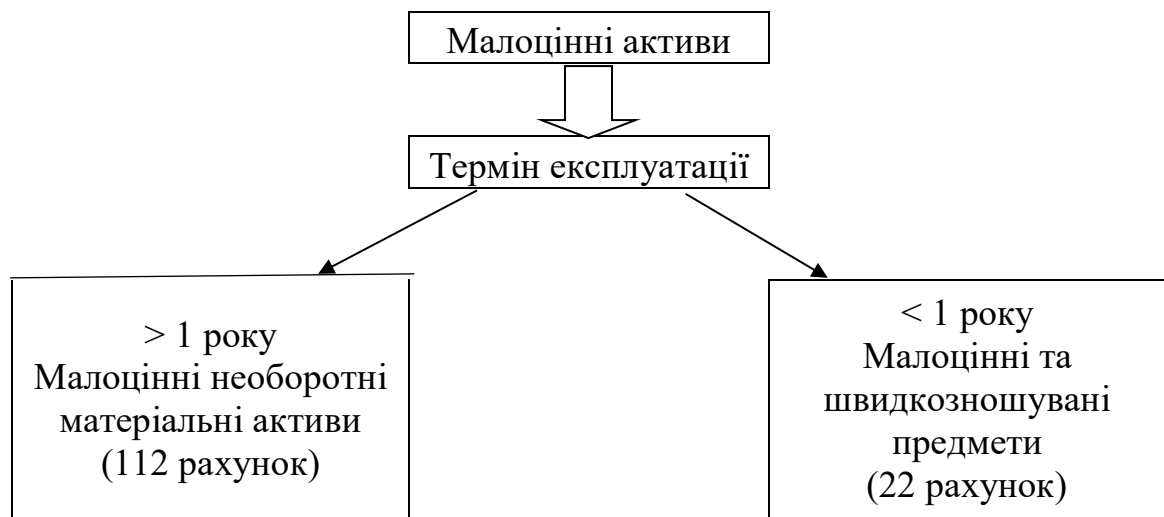 Малоцінні активи
Термін експлуатації
> 1 року
Малоцінні необоротні
матеріальні активи
(112 рахунок)
< 1 року
Малоцінні та
швидкозношувані
предмети
(22 рахунок)